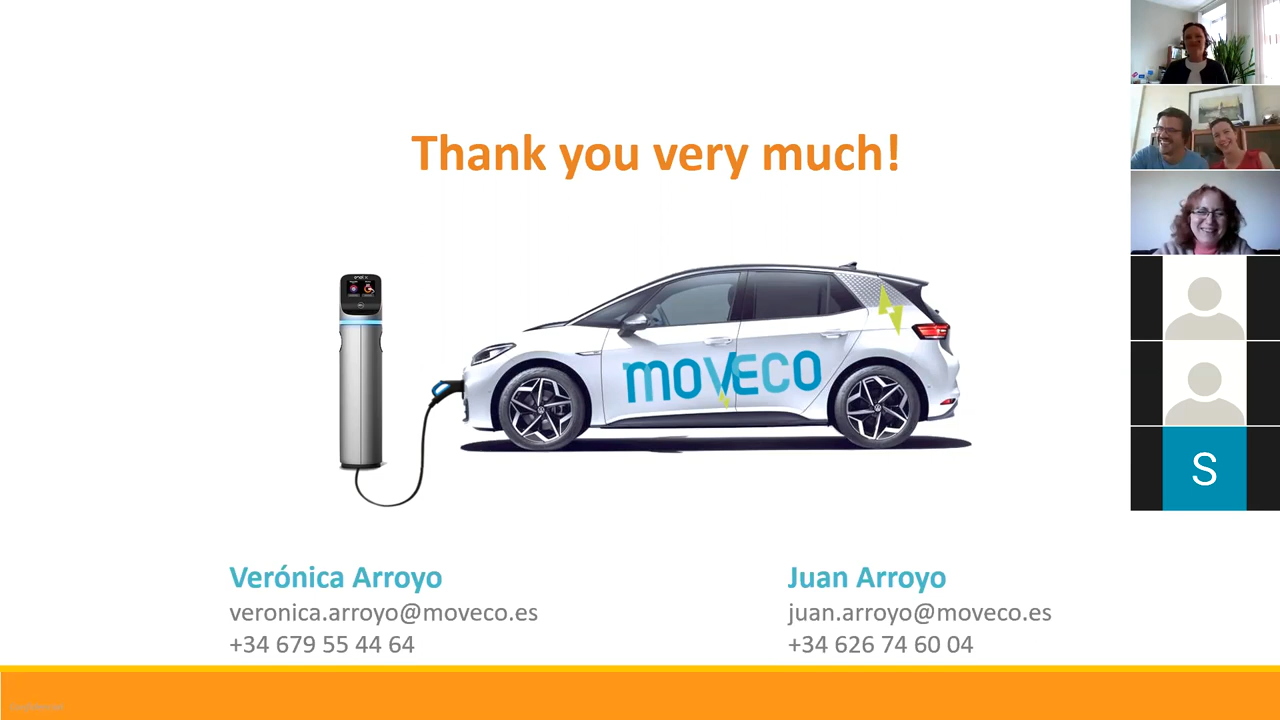 Thank you very much!
enel x
moveco
S
Verónica Arroyo
veronica.arroyo@moveco.es
+34 679 55 44 64
Juan Arroyo
juan.arroyo@moveco.es
+34 626 74 60 04